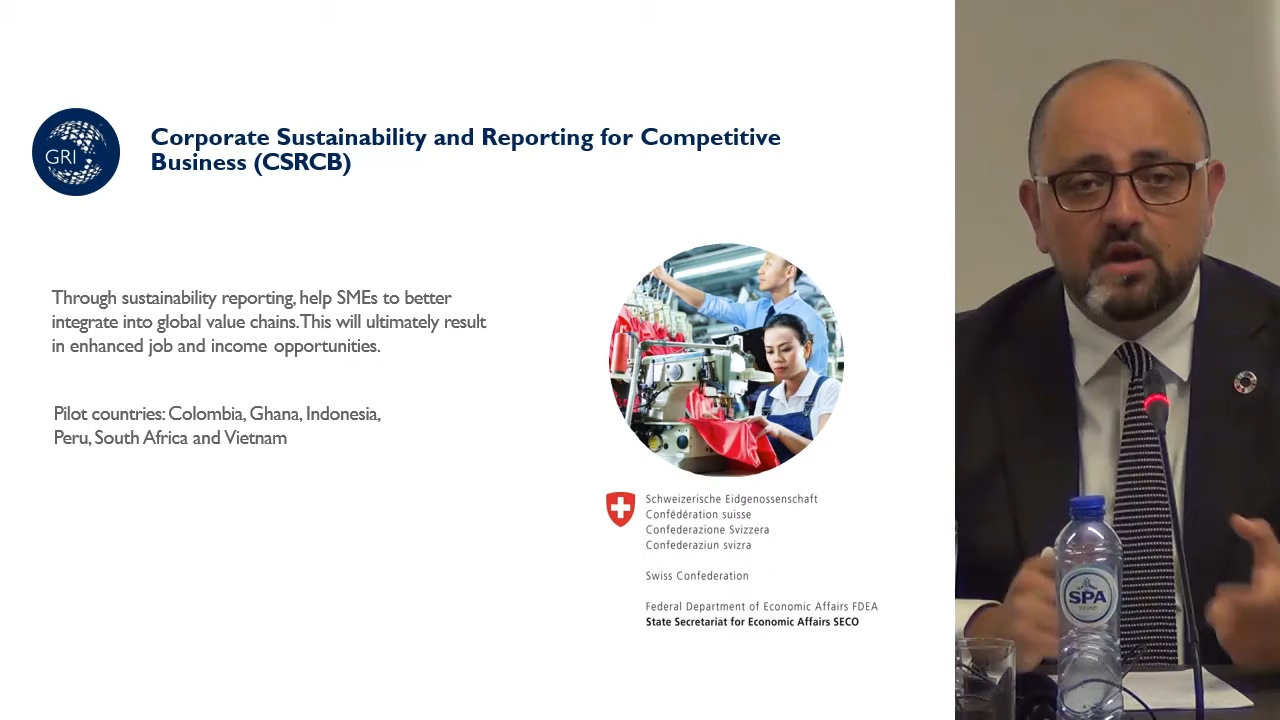 GRI
Corporate Sustainability and Reporting for Competitive
Business (CSRCB)
Through sustainability reporting, help SMEs to better
integrate into global value chains. This will ultimately result
in enhanced job and income opportunities.
Pilot countries: Colombia, Ghana, Indonesia,
Peru, South Africa and Vietnam
Schweizerische Eidgenossenschaft
Confédération suisse
Confederazione Svizzera
Confederaziun svizra
Swiss Confederation
Federal Department of Economic Affairs FDEA
State Secretariat for Economic Affairs SECO
SPA